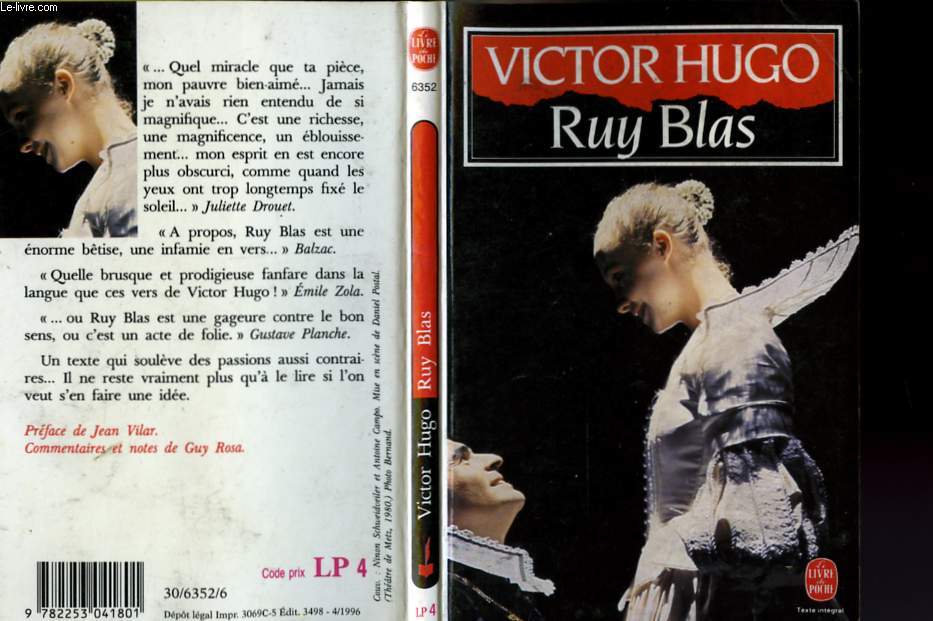 Le-livre.com
« ... Quel miracle que ta pièce,
mon pauvre bien-aimé... Jamais
je n'avais rien entendu de si
magnifique... C'est une richesse,
une magnificence, un éblouisse-
ment... mon esprit en est encore
plus obscurci, comme quand les
yeux ont trop longtemps fixé le
soleil... » Juliette Drouet.
« A propos, Ruy Blas est une
énorme bêtise, une infamie en vers... » Balzac.
« Quelle brusque et prodigieuse fanfare dans la
langue que ces vers de Victor Hugo ! » Émile Zola.
« ... ou Ruy Blas est une gageure contre le bon
sens, ou c'est un acte de folie. » Gustave Planche.
Un texte qui soulève des passions aussi contrai-
res... Il ne reste vraiment plus qu'à le lire si l'on
veut s'en faire une idée.
Préface de Jean Vilar.
Commentaires et notes de Guy Rosa.
Couv. : Ninon Schweidveiler et Antoine Campo. Mise en scène de Daniel Postal.
(Théâtre de Metz, 1980.) Photo Bernand.
Code prix LP 4
30/6352/6
9 782253 041801
Dépôt légal Impr. 3069C-5 Édit. 3498 - 4/1996
LE LIVRE
de
POCHE
6352
Victor Hugo Ruy Blas
LP 4
Le
LIVRE
de
POCHE
VICTOR HUGO
Ruy Blas
Le
LIVRE
de
POCHE
Texte intégral